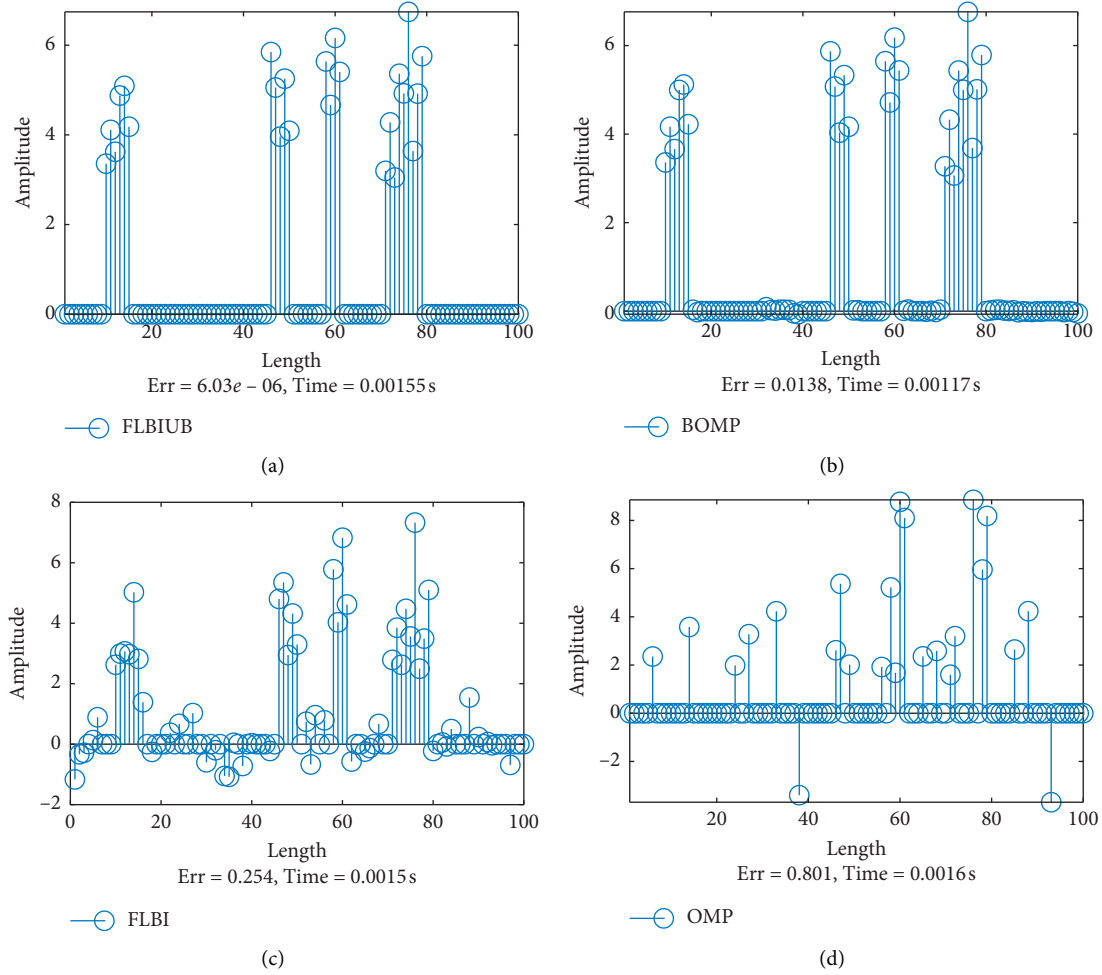 6
4
2
0
Amplitude
20
40
60
80
100
Length
Err = 6.03e – 06, Time = 0.00155 s
FLBIUB
(a)
6
4
2
0
Amplitude
20
40
60
80
100
Length
Err = 0.0138, Time = 0.00117 s
BOMP
(b)
8
6
4
2
0
−2
Amplitude
0
20
40
60
80
100
Length
Err = 0.254, Time = 0.0015 s
FLBI
(c)
8
6
4
2
0
−2
Amplitude
20
40
60
80
100
Length
Err = 0.801, Time = 0.0016 s
OMP
(d)